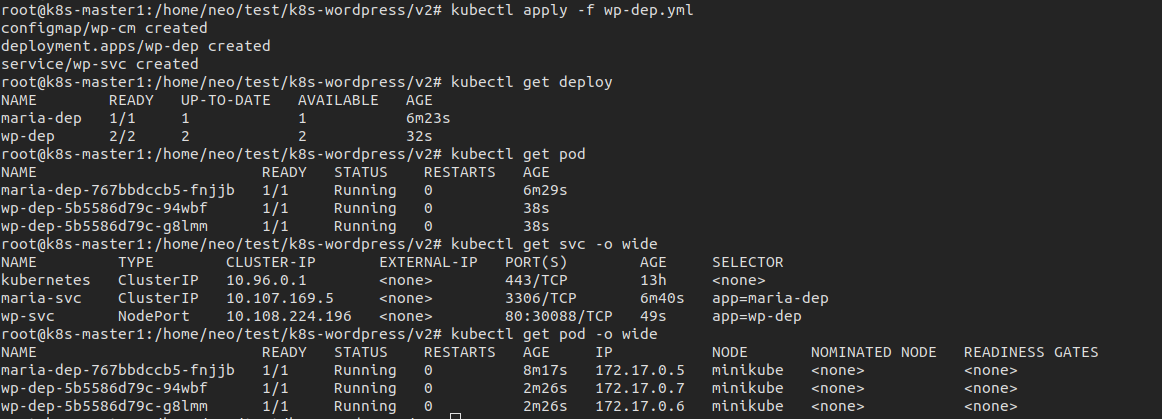 root@k8s-master1:/home/neo/test/k8s-wordpress/v2# kubectl apply -f wp-dep.yml
configmap/wp-cm created
deployment.apps/wp-dep created
service/wp-svc created
root@k8s-master1:/home/neo/test/k8s-wordpress/v2# kubectl get deploy
NAME READY UP-TO-DATE AVAILABLE AGE
maria-dep 1/1 1 1 6m23s
wp-dep 2/2 2 2 32s
root@k8s-master1:/home/neo/test/k8s-wordpress/v2# kubectl get pod
NAME READY STATUS RESTARTS AGE
maria-dep-767bbdccb5-fnjjb 1/1 Running 0 6m29s
wp-dep-5b5586d79c-94wbf 1/1 Running 0 38s
wp-dep-5b5586d79c-g8lmm 1/1 Running 0 38s
root@k8s-master1:/home/neo/test/k8s-wordpress/v2# kubectl get svc -o wide
NAME TYPE CLUSTER-IP EXTERNAL-IP PORT(S) AGE SELECTOR
kubernetes ClusterIP 10.96.0.1 <none> 443/TCP 13h <none>
maria-svc ClusterIP 10.107.169.5 <none> 3306/TCP 6m40s app=maria-dep
wp-svc NodePort 10.108.224.196 <none> 80:30088/TCP 49s app=wp-dep
root@k8s-master1:/home/neo/test/k8s-wordpress/v2# kubectl get pod -o wide
NAME READY STATUS RESTARTS AGE IP NODE NOMINATED NODE READINESS GATES
maria-dep-767bbdccb5-fnjjb 1/1 Running 0 8m17s 172.17.0.5 minikube <none> <none>
wp-dep-5b5586d79c-94wbf 1/1 Running 0 2m26s 172.17.0.7 minikube <none> <none>
wp-dep-5b5586d79c-g8lmm 1/1 Running 0 2m26s 172.17.0.6 minikube <none> <none>